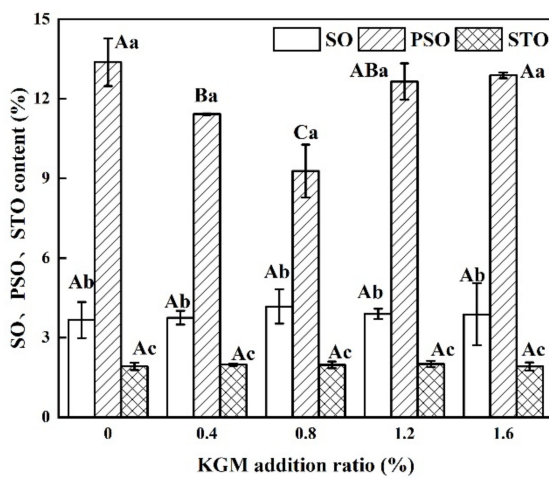 15
SO PSO STO
Aa
ABa
Aa
12
Ba
Ca
9
SO、PSO、STO content (%)
6
Ab Ab Ab Ab Ab
3
Ac Ac Ac Ac Ac
0
0 0.4 0.8 1.2 1.6
KGM addition ratio (%)